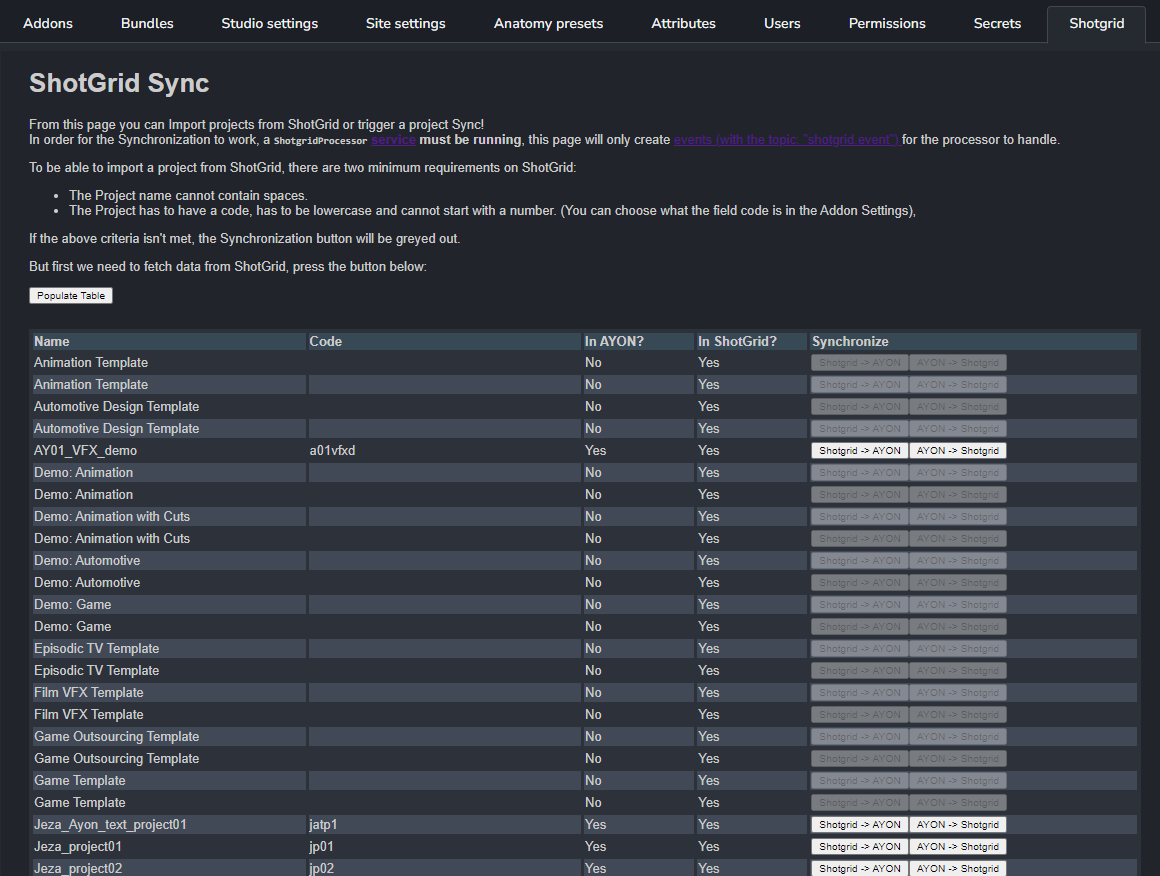 Addons Bundles Studio settings Site settings Anatomy presets Attributes Users Permissions Secrets Shotgrid
ShotGrid Sync
From this page you can Import projects from ShotGrid or trigger a project Sync!
In order for the Synchronization to work, a ShotgridProcessor service must be running, this page will only create events (with the topic "shotgrid.event") for the processor to handle.
To be able to import a project from ShotGrid, there are two minimum requirements on ShotGrid:
• The Project name cannot contain spaces.
• The Project has to have a code, has to be lowercase and cannot start with a number. (You can choose what the field code is in the Addon Settings),
If the above criteria isn't met, the Synchronization button will be greyed out.
But first we need to fetch data from ShotGrid, press the button below:
Populate Table
Name Code In AYON? In ShotGrid? Synchronize
Animation Template No Yes Shotgrid -> AYON AYON -> Shotgrid
Animation Template No Yes Shotgrid -> AYON AYON -> Shotgrid
Automotive Design Template No Yes Shotgrid -> AYON AYON -> Shotgrid
Automotive Design Template No Yes Shotgrid -> AYON AYON -> Shotgrid
AY01_VFX_demo a01vfxd Yes Yes Shotgrid -> AYON AYON -> Shotgrid
Demo: Animation No Yes Shotgrid -> AYON AYON -> Shotgrid
Demo: Animation No Yes Shotgrid -> AYON AYON -> Shotgrid
Demo: Animation with Cuts No Yes Shotgrid -> AYON AYON -> Shotgrid
Demo: Animation with Cuts No Yes Shotgrid -> AYON AYON -> Shotgrid
Demo: Automotive No Yes Shotgrid -> AYON AYON -> Shotgrid
Demo: Automotive No Yes Shotgrid -> AYON AYON -> Shotgrid
Demo: Game No Yes Shotgrid -> AYON AYON -> Shotgrid
Demo: Game No Yes Shotgrid -> AYON AYON -> Shotgrid
Episodic TV Template No Yes Shotgrid -> AYON AYON -> Shotgrid
Episodic TV Template No Yes Shotgrid -> AYON AYON -> Shotgrid
Film VFX Template No Yes Shotgrid -> AYON AYON -> Shotgrid
Film VFX Template No Yes Shotgrid -> AYON AYON -> Shotgrid
Game Outsourcing Template No Yes Shotgrid -> AYON AYON -> Shotgrid
Game Outsourcing Template No Yes Shotgrid -> AYON AYON -> Shotgrid
Game Template No Yes Shotgrid -> AYON AYON -> Shotgrid
Game Template No Yes Shotgrid -> AYON AYON -> Shotgrid
Jeza_Ayon_text_project01 jatp1 Yes Yes Shotgrid -> AYON AYON -> Shotgrid
Jeza_project01 jp01 Yes Yes Shotgrid -> AYON AYON -> Shotgrid
Jeza_project02 jp02 Yes Yes Shotgrid -> AYON AYON -> Shotgrid